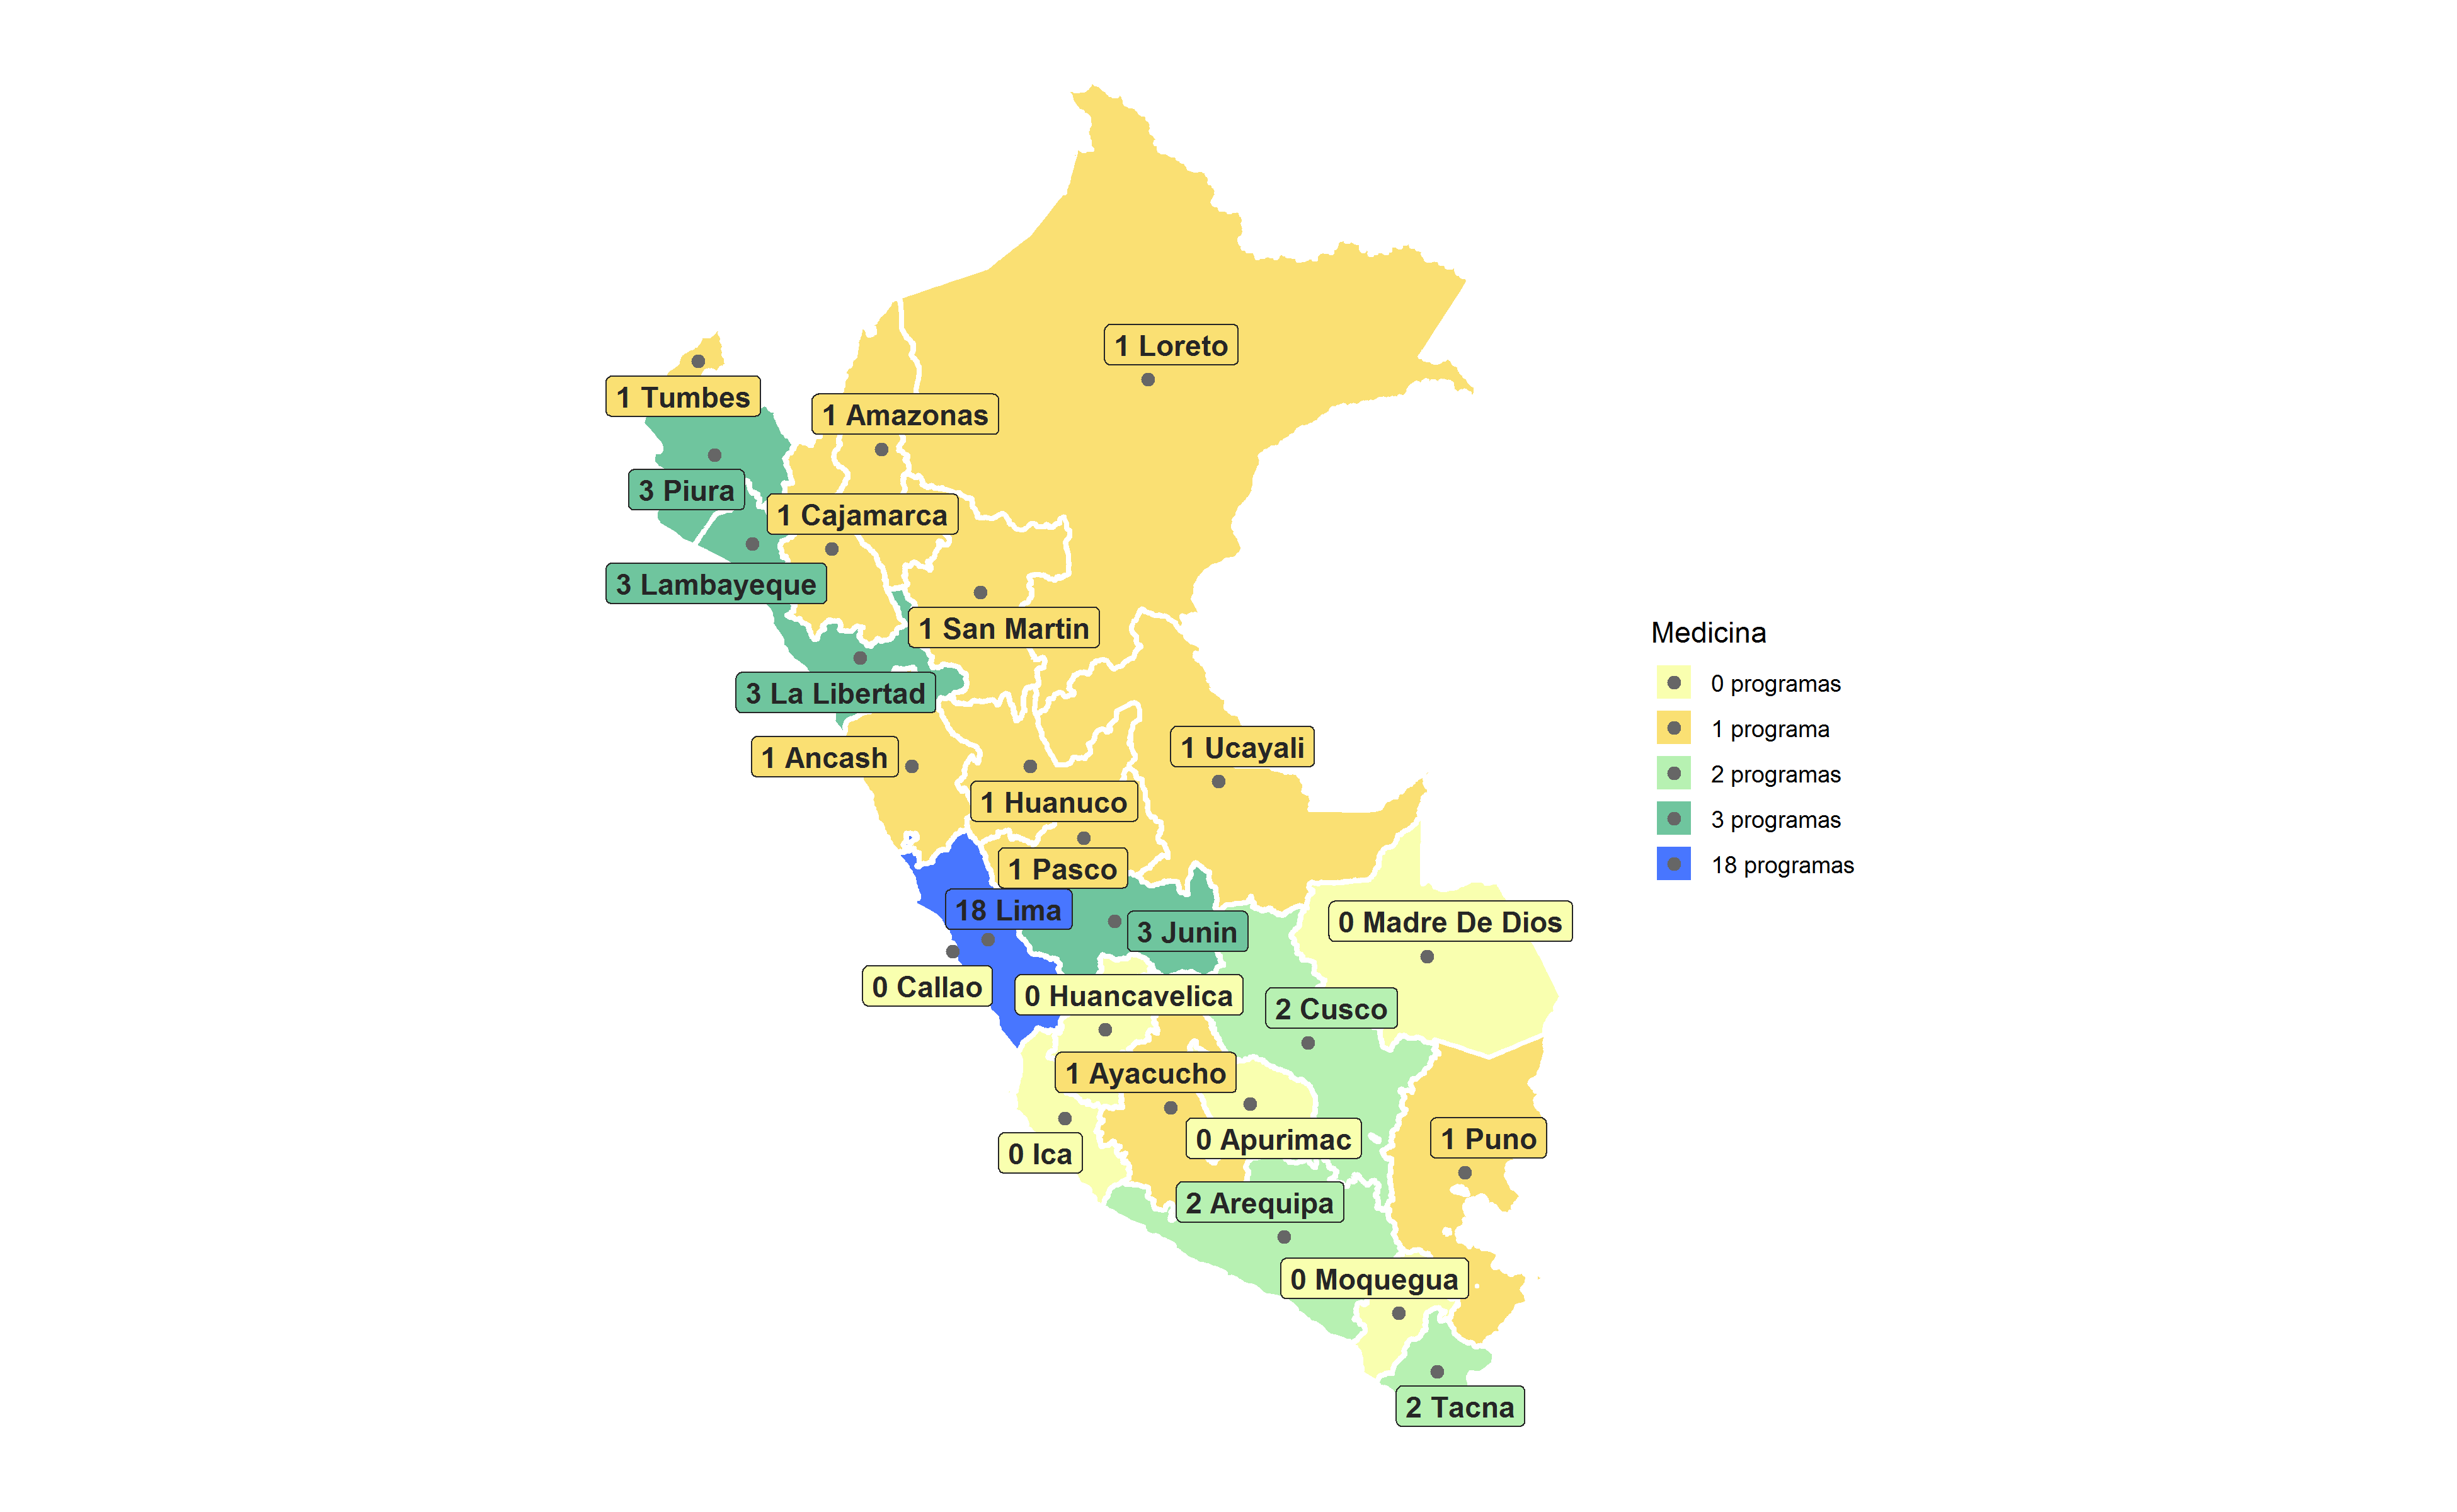 1 Loreto
1 Tumbes
1 Amazonas
3 Piura
1 Cajamarca
3 Lambayeque
1 San Martin
3 La Libertad
1 Ancash
1 Ucayali
1 Huanuco
1 Pasco
18 Lima
3 Junin
0 Madre De Dios
0 Callao
0 Huancavelica
2 Cusco
1 Ayacucho
0 Apurimac
1 Puno
0 Ica
2 Arequipa
0 Moquegua
2 Tacna
Medicina
0 programas
1 programa
2 programas
3 programas
18 programas